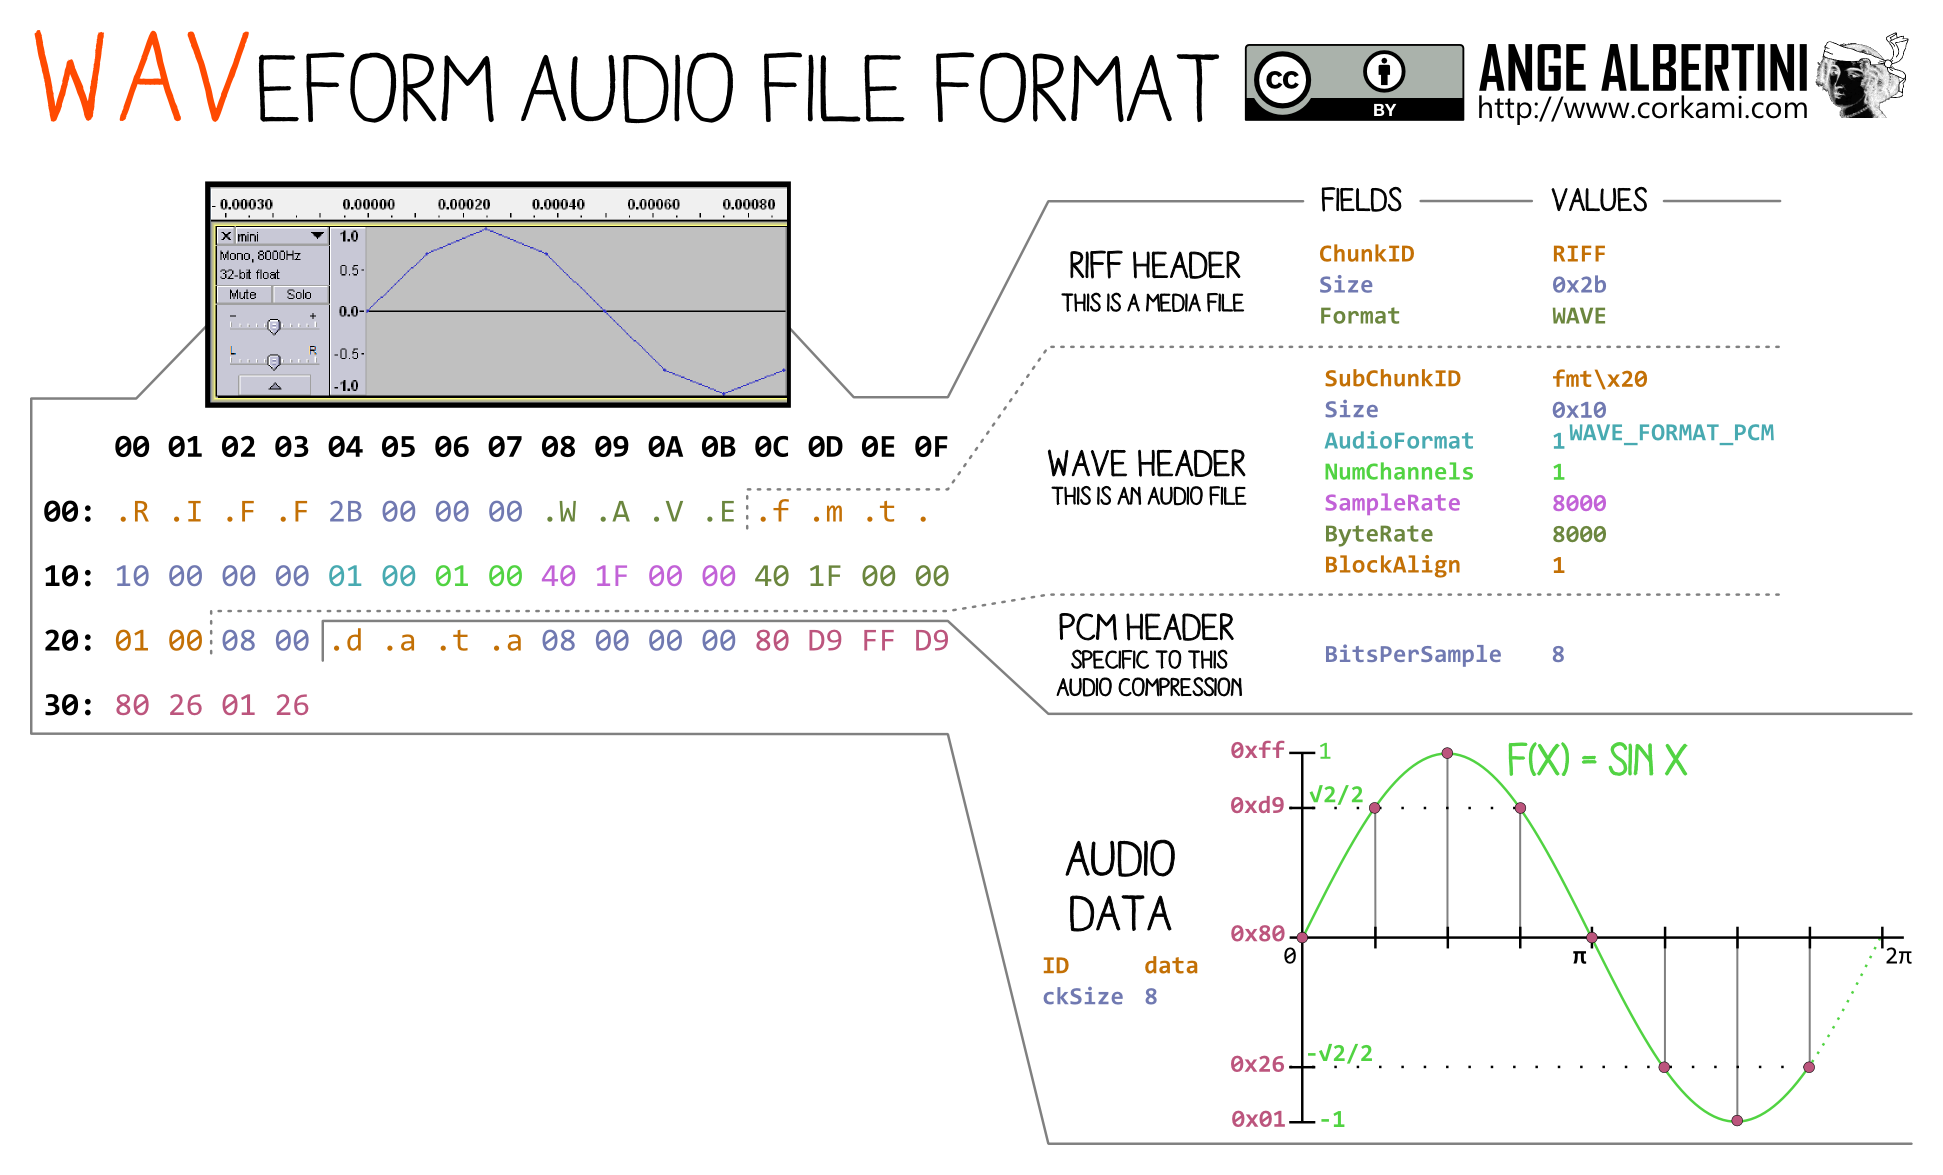 WAVEFORM AUDIO FILE FORMAT
CC BY
ANGE ALBERTINI
http://www.corkami.com
- 0.00030 0.00000 0.00020 0.00040 0.00060 0.00080
X mini
Mono, 8000Hz
32-bit float
Mute Solo
- +
L R
1.0
0.5-
0.0-
-0.5-
-1.0
FIELDS VALUES
RIFF HEADER
THIS IS A MEDIA FILE
ChunkID RIFF
Size 0x2b
Format WAVE
WAVE HEADER
THIS IS AN AUDIO FILE
SubChunkID fmt\x20
Size 0x10
AudioFormat 1 WAVE_FORMAT_PCM
NumChannels 1
SampleRate 8000
ByteRate 8000
BlockAlign 1
PCM HEADER
SPECIFIC TO THIS
AUDIO COMPRESSION
BitsPerSample 8
00 01 02 03 04 05 06 07 08 09 0A 0B 0C 0D 0E 0F
00: .R .I .F .F 2B 00 00 00 .W .A .V .E .f .m .t .
10: 10 00 00 00 01 00 01 00 40 1F 00 00 40 1F 00 00
20: 01 00 08 00 .d .a .t .a 08 00 00 00 80 D9 FF D9
30: 80 26 01 26
AUDIO
DATA
ID data
ckSize 8
F(X) = SIN X
0xff 1
0xd9 √2/2
0x80
0 π 2π
0x26 -√2/2
0x01 -1